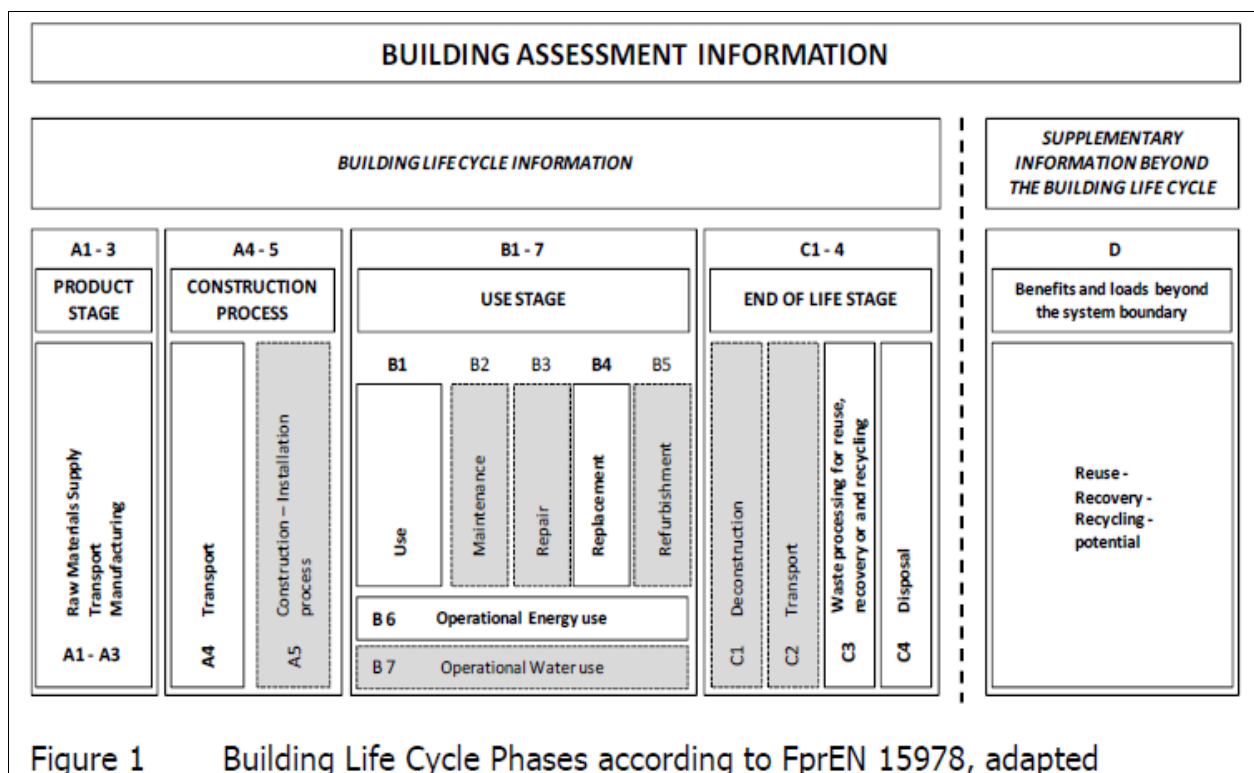 BUILDING ASSESSMENT INFORMATION
BUILDING LIFE CYCLE INFORMATION
SUPPLEMENTARY
INFORMATION BEYOND
THE BUILDING LIFE CYCLE
A1 - 3
PRODUCT
STAGE
Raw Materials Supply
Transport
Manufacturing
A1 - A3
A4 - 5
CONSTRUCTION
PROCESS
Transport
A4
Construction – Installation
process
A5
B1 - 7
USE STAGE
B1
Use
B2
Maintenance
B3
Repair
B4
Replacement
B5
Refurbishment
B 6 Operational Energy use
B 7 Operational Water use
C1 - 4
END OF LIFE STAGE
Deconstruction
C1
Transport
C2
Waste processing for reuse,
recovery or and recycling
C3
Disposal
C4
D
Benefits and loads beyond
the system boundary
Reuse -
Recovery -
Recycling -
potential
Figure 1 Building Life Cycle Phases according to FprEN 15978, adapted